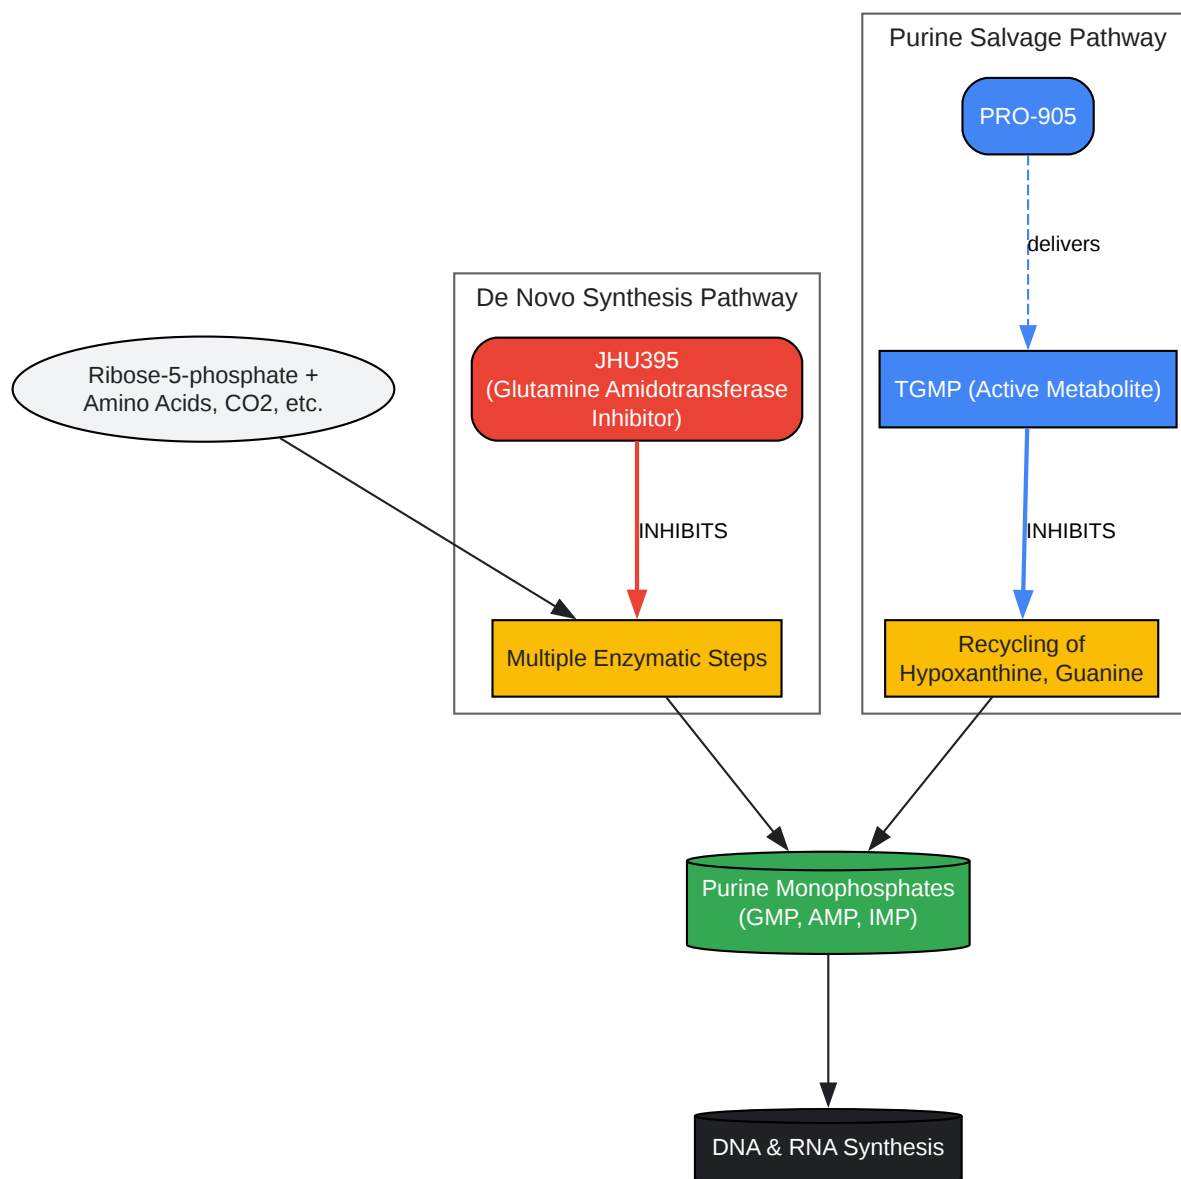 Purine Salvage Pathway
PRO-905
delivers
De Novo Synthesis Pathway
JHU395
(Glutamine Amidotransferase
Inhibitor)
Ribose-5-phosphate +
Amino Acids, CO2, etc.
TGMP (Active Metabolite)
INHIBITS
INHIBITS
Multiple Enzymatic Steps
Recycling of
Hypoxanthine, Guanine
Purine Monophosphates
(GMP, AMP, IMP)
DNA & RNA Synthesis